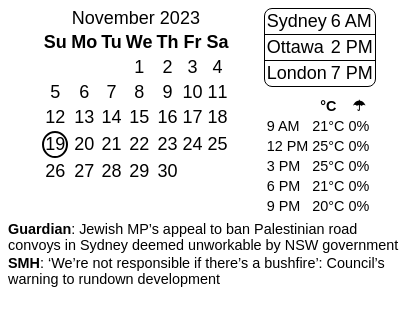 November 2023
Su Mo Tu We Th Fr Sa
1 2 3 4
5 6 7 8 9 10 11
12 13 14 15 16 17 18
19 20 21 22 23 24 25
26 27 28 29 30
Sydney 6 AM
Ottawa 2 PM
London 7 PM
°C ☂
9 AM 21°C 0%
12 PM 25°C 0%
3 PM 25°C 0%
6 PM 21°C 0%
9 PM 20°C 0%
Guardian: Jewish MP’s appeal to ban Palestinian road
convoys in Sydney deemed unworkable by NSW government
SMH: ‘We’re not responsible if there’s a bushfire’: Council’s
warning to rundown development